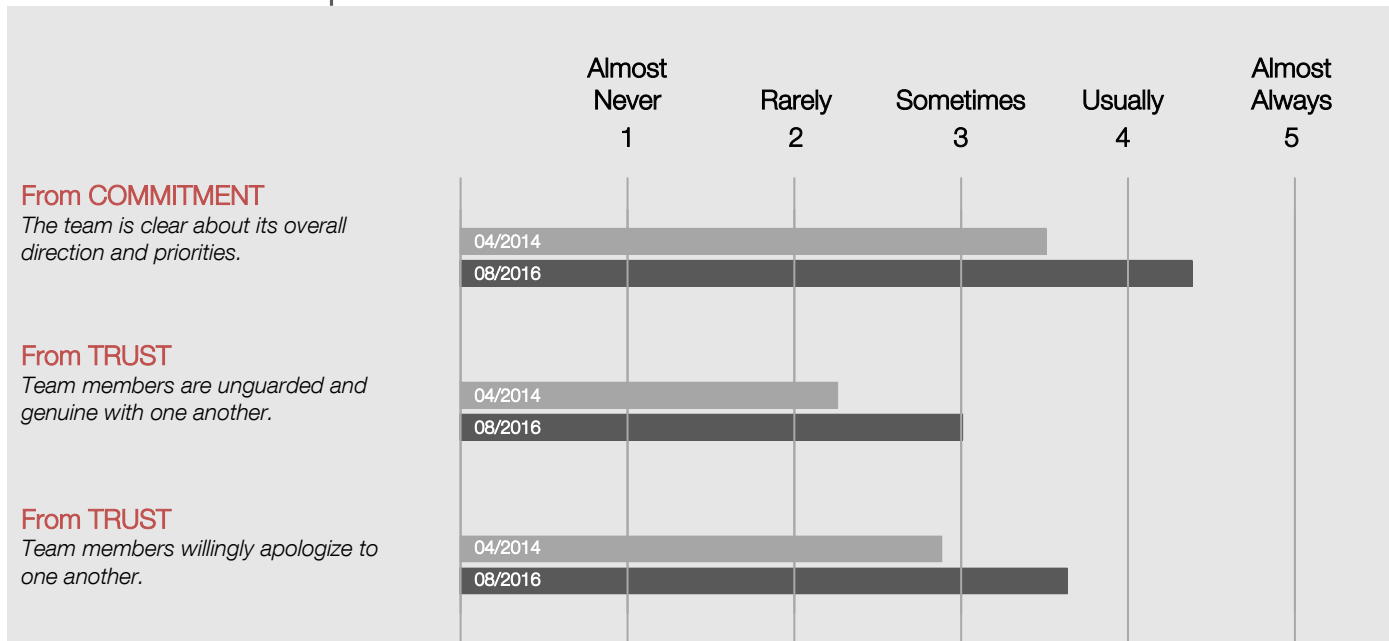 Almost
Never
1
Rarely
2
Sometimes
3
Usually
4
Almost
Always
5
From COMMITMENT
The team is clear about its overall
direction and priorities.
04/2014
08/2016
From TRUST
Team members are unguarded and
genuine with one another.
04/2014
08/2016
From TRUST
Team members willingly apologize to
one another.
04/2014
08/2016